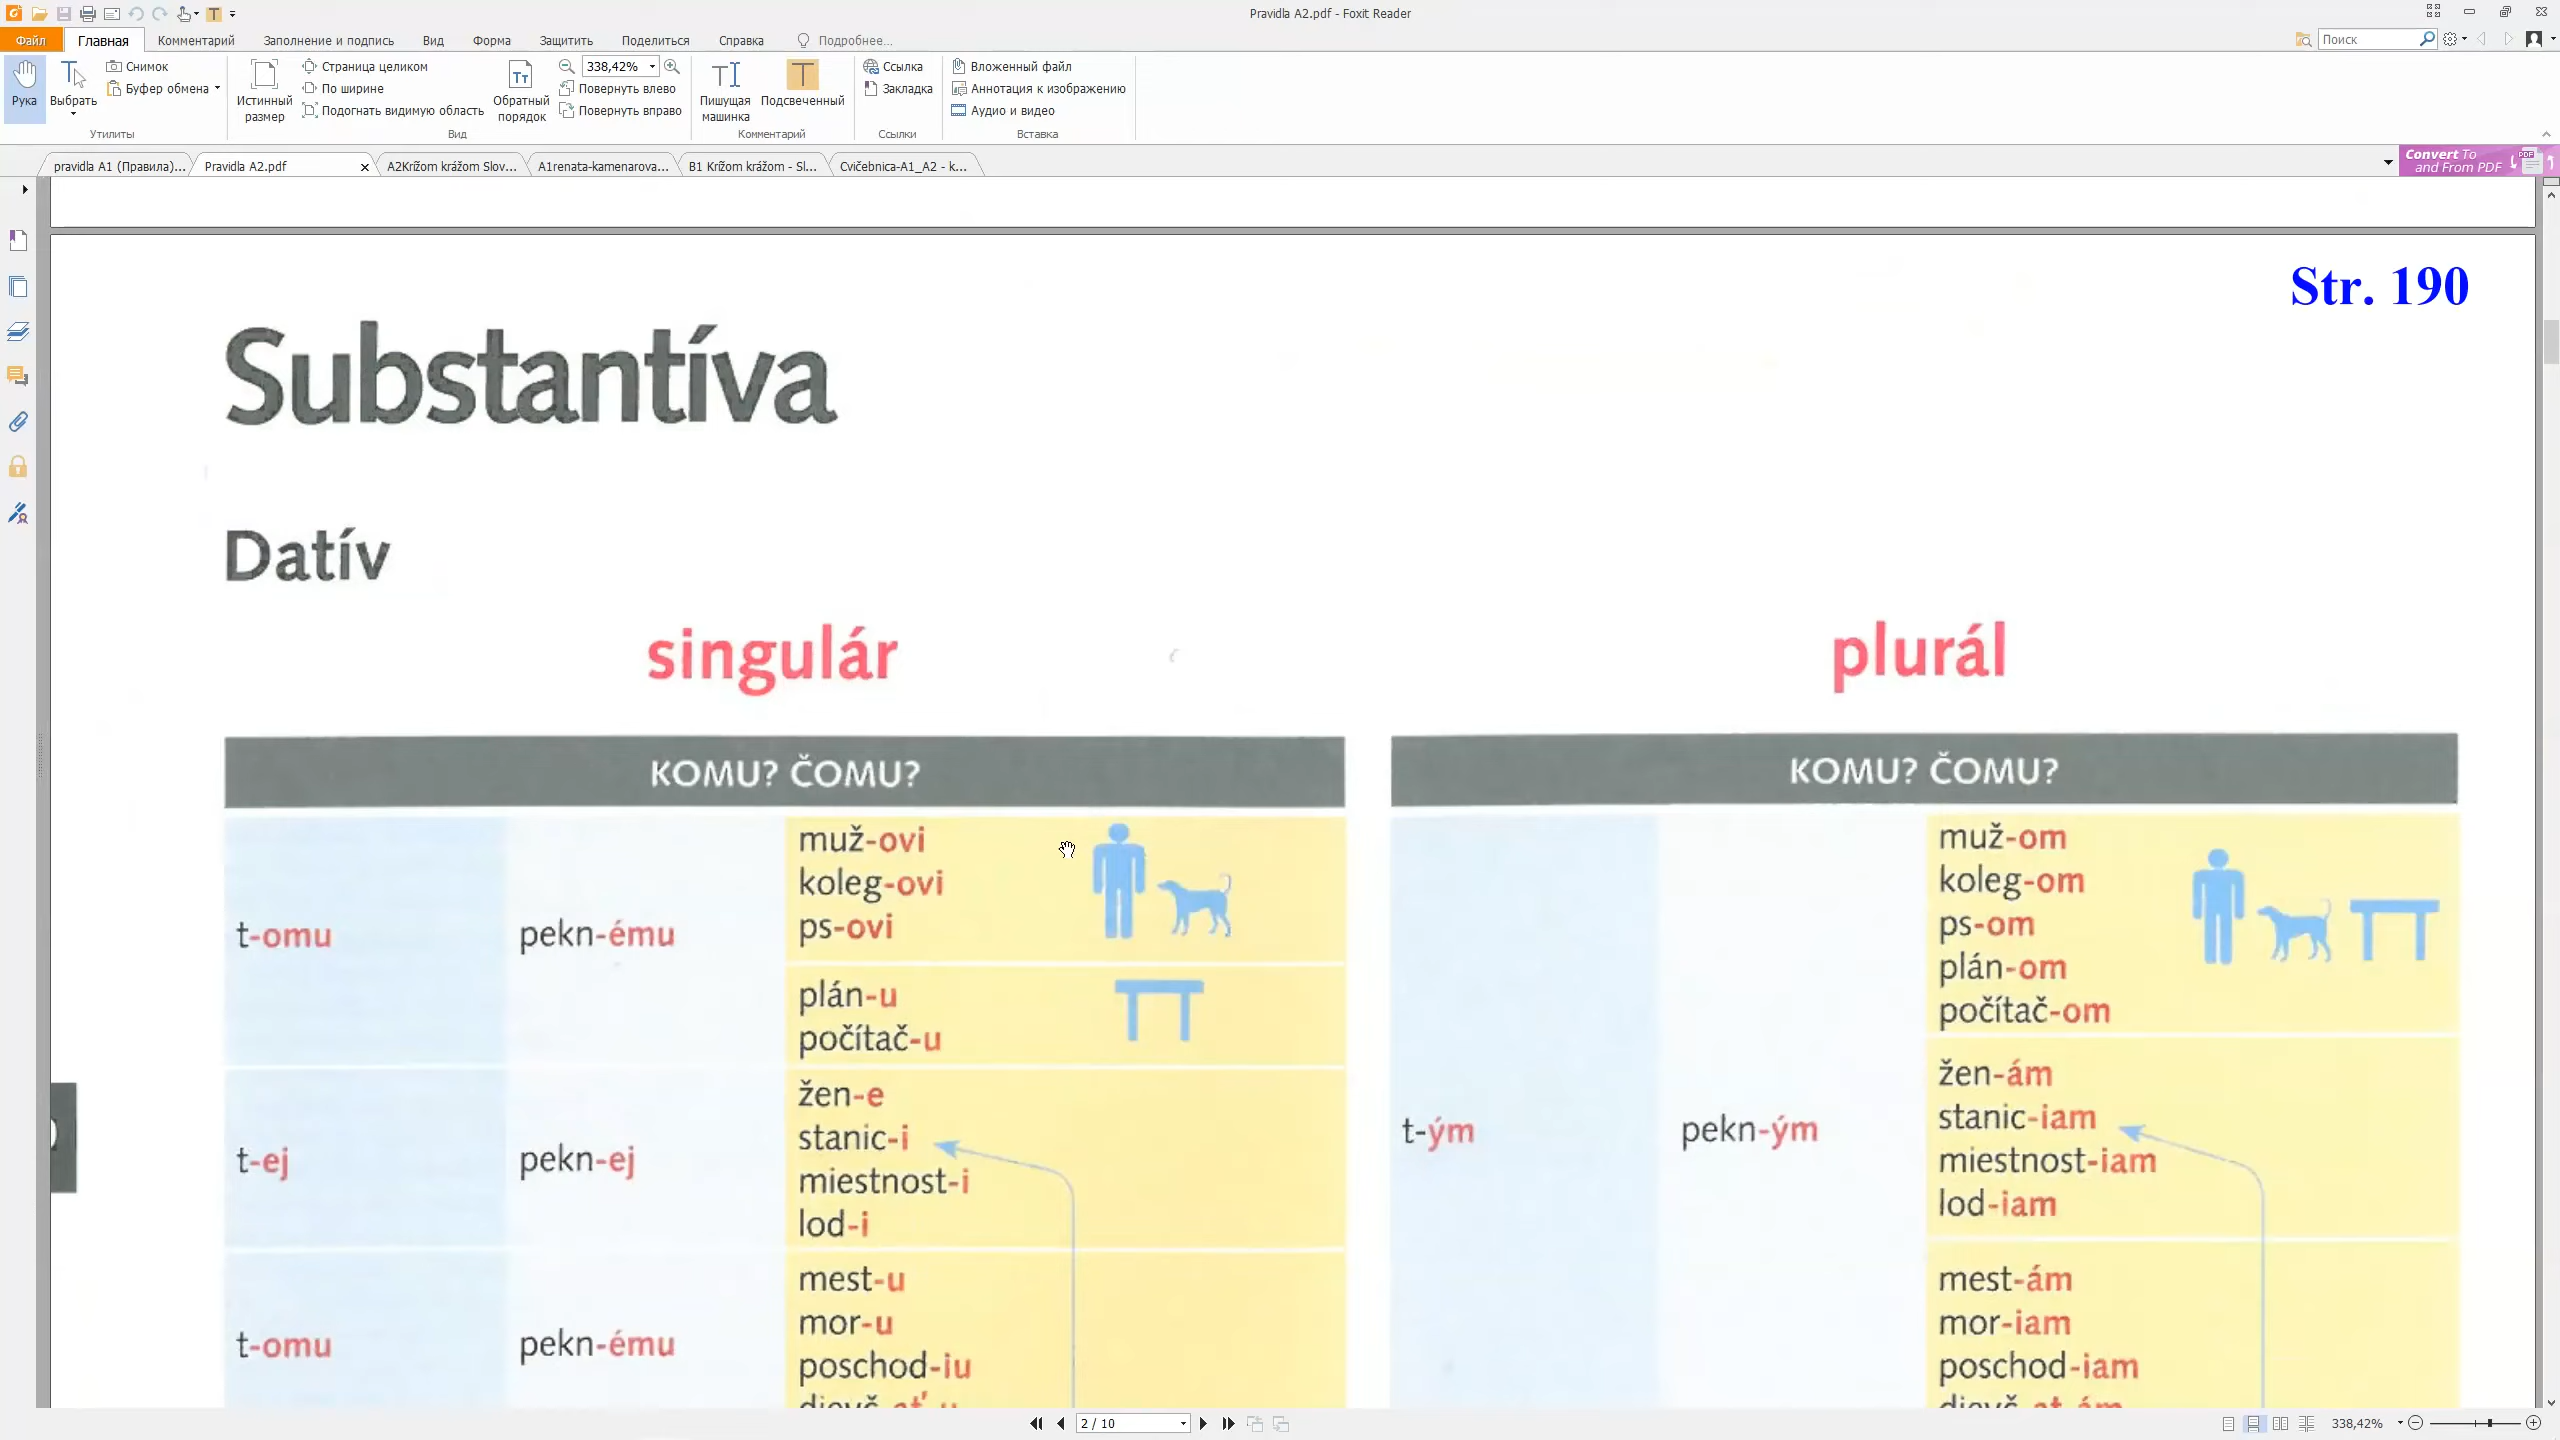 Pravidla A2.pdf - Foxit Reader
Файл
Главная
Комментарий
Заполнение и подпись
Вид
Форма
Защитить
Поделиться
Справка
Подробнее...
Поиск
Рука
Выбрать
Снимок
Буфер обмена
Утилиты
Истинный размер
Страница целиком
По ширине
Подогнать видимую область
Обратный порядок
338,42%
Повернуть влево
Повернуть вправо
Вид
Пишущая машинка
Подсвеченный
Комментарий
Ссылка
Закладка
Ссылки
Вложенный файл
Аннотация к изображению
Аудио и видео
Вставка
pravidla A1 (Правила)...
Pravidla A2.pdf
A2Krížom krážom Slov...
A1renata-kamenarova...
B1 Krížom krážom - Sl...
Cvičebnica-A1_A2 - k...
Convert To
and From PDF
PDF
Str. 190
Substantíva
Datív
singulár
KOMU? ČOMU?
t-omu
pekn-ému
muž-ovi
koleg-ovi
ps-ovi
plán-u
počítač-u
t-ej
pekn-ej
žen-e
stanic-i
miestnost-i
lod-i
t-omu
pekn-ému
mest-u
mor-u
poschod-iu
dievč-ať-u
plurál
KOMU? ČOMU?
t-ým
pekn-ým
muž-om
koleg-om
ps-om
plán-om
počítač-om
žen-ám
stanic-iam
miestnost-iam
lod-iam
mest-ám
mor-iam
poschod-iam
dievč-at-ám
2 / 10
338,42%